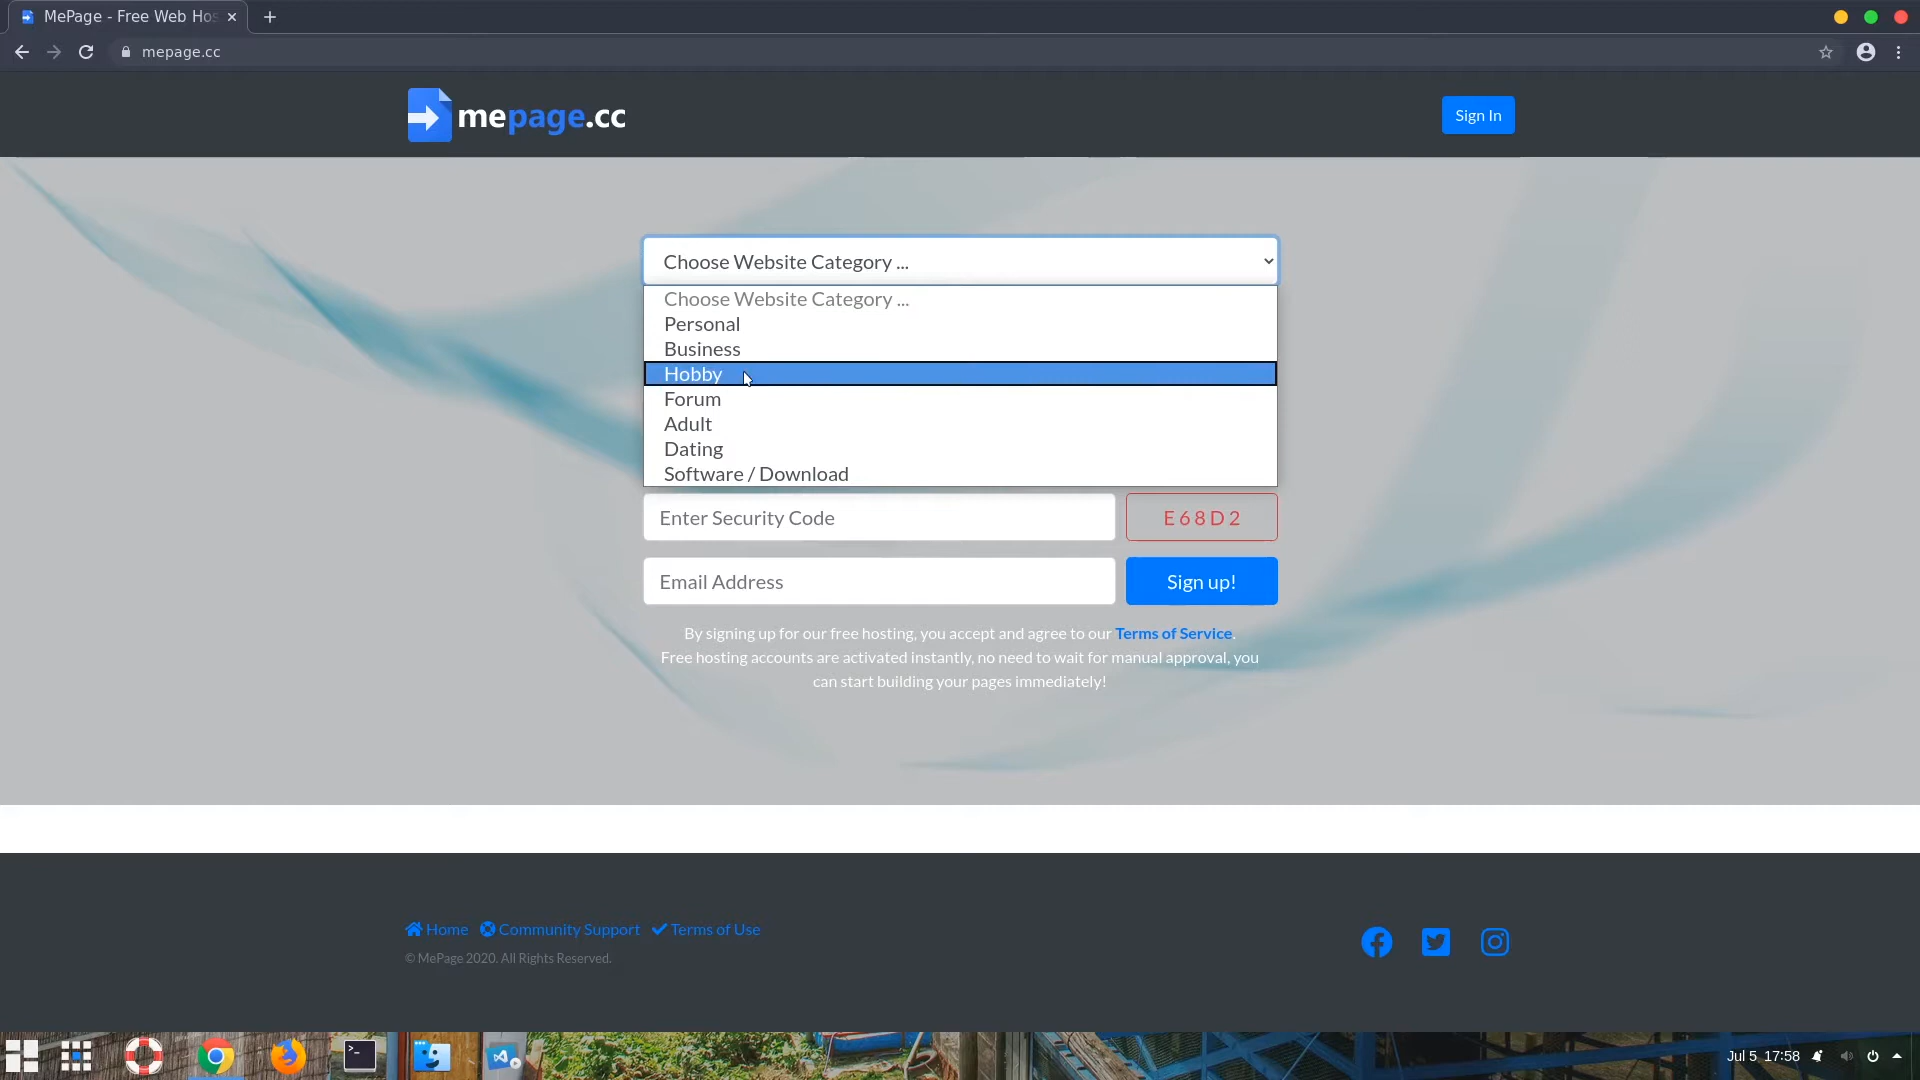 MePage - Free Web Hos
mepage.cc
mepage.cc
Sign In
Choose Website Category ...
Choose Website Category ...
Personal
Business
Hobby
Forum
Adult
Dating
Software / Download
Enter Security Code
E 6 8 D 2
Email Address
Sign up!
By signing up for our free hosting, you accept and agree to our Terms of Service.
Free hosting accounts are activated instantly, no need to wait for manual approval, you
can start building your pages immediately!
Home Community Support Terms of Use
© MePage 2020. All Rights Reserved.
Jul 5 17:58